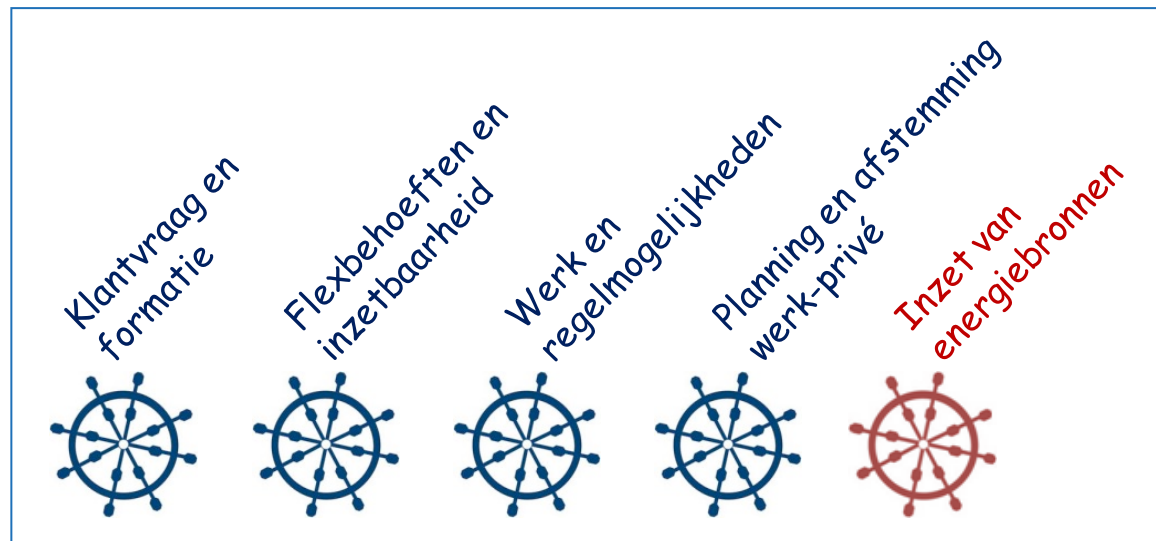 Klantvraag en
formatie
Flexbehoeften en
inzetbaarheid
Werk en
regelmogelijkheden
Planning en afstemming
werk-privé
Inzet van
energiebronnen